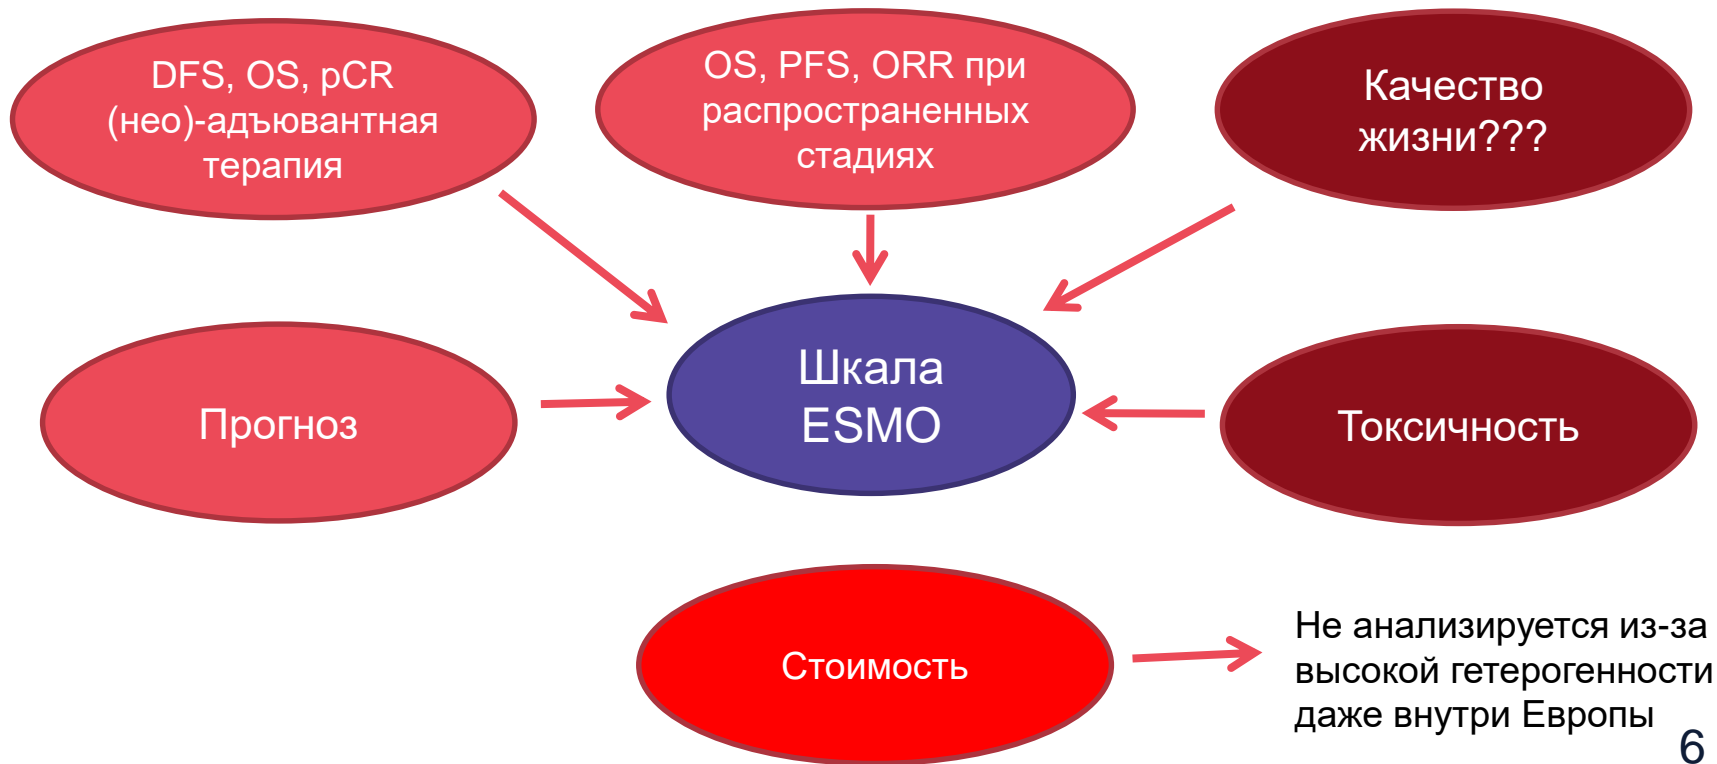 DFS, OS, pCR
(нео)-адъювантная
терапия
OS, PFS, ORR при
распространенных
стадиях
Качество
жизни???
Прогноз
Шкала
ESMO
Токсичность
Стоимость
Не анализируется из-за
высокой гетерогенности
даже внутри Европы
6